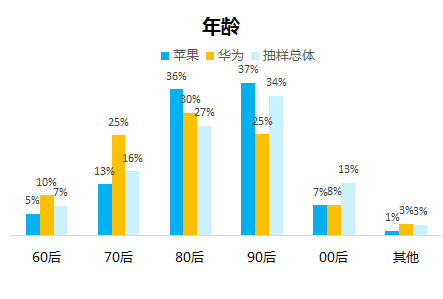 年龄
苹果 华为 抽样总体
5% 10% 7% 13% 25% 16% 36% 30% 27% 37% 25% 34% 7% 8% 13% 1% 3% 3%
60后 70后 80后 90后 00后 其他